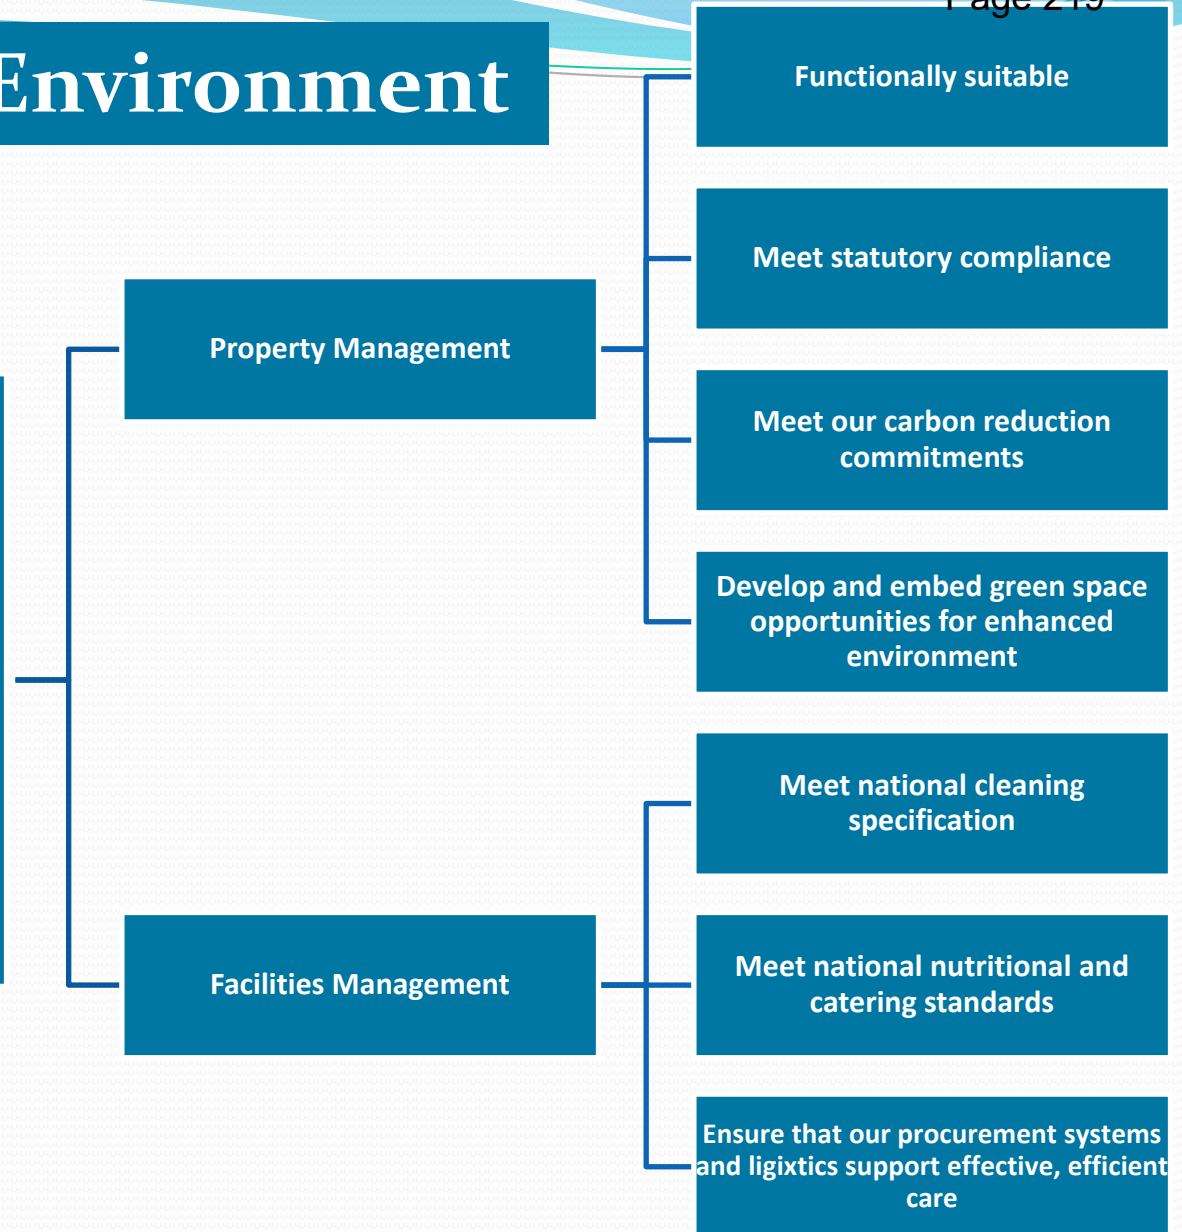 Page 219
Environment
Functionally suitable
Meet statutory compliance
Property Management
Meet our carbon reduction
commitments
Develop and embed green space
opportunities for enhanced
environment
Meet national cleaning
specification
Facilities Management
Meet national nutritional and
catering standards
Ensure that our procurement systems
and ligixtics support effective, efficient
care